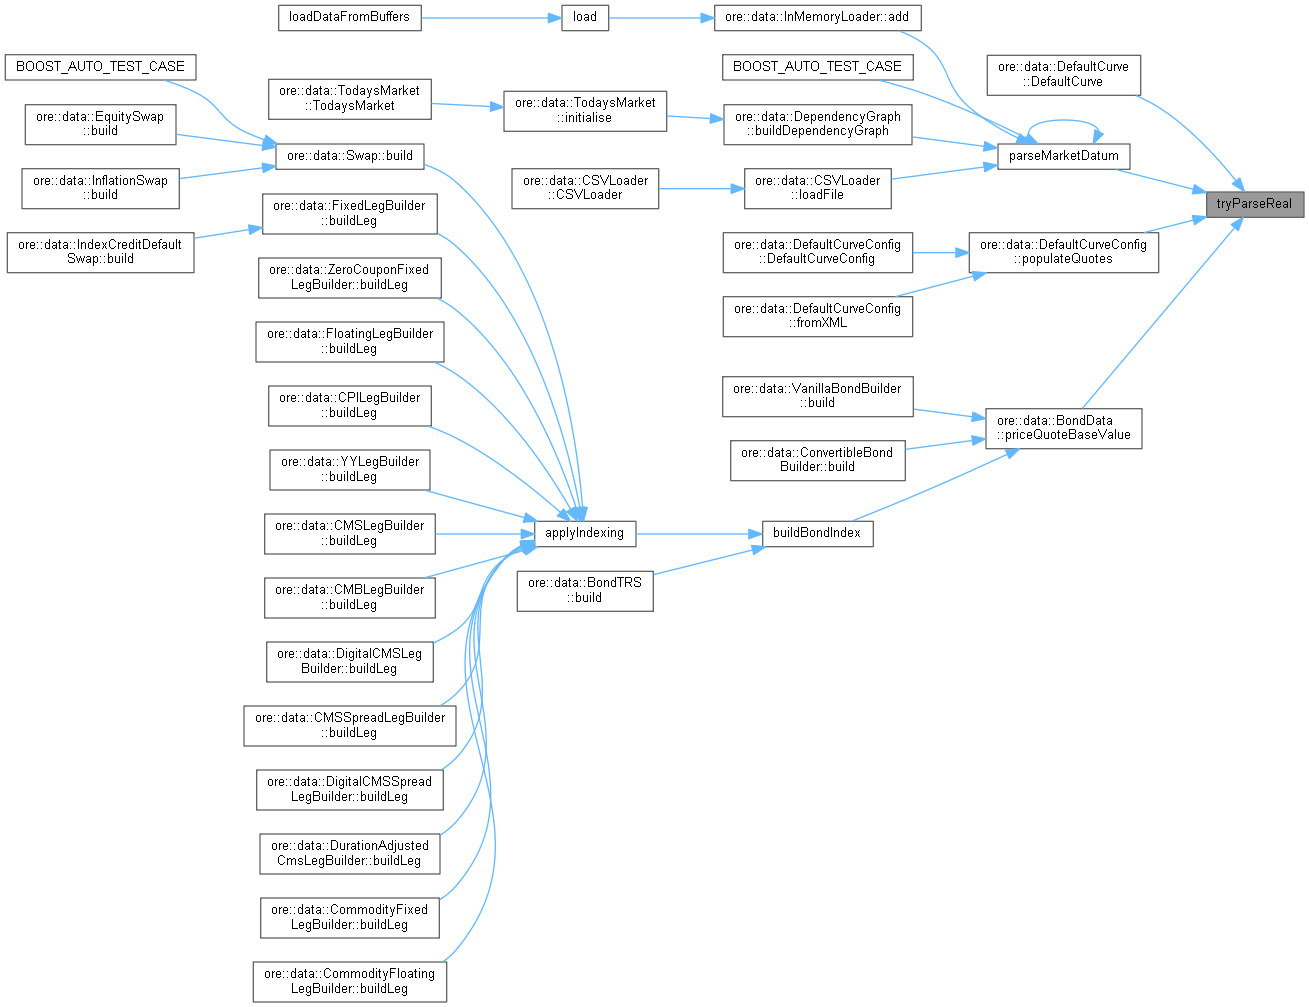 loadDataFromBuffers
load
ore::data::InMemoryLoader::add
BOOST_AUTO_TEST_CASE
BOOST_AUTO_TEST_CASE
ore::data::DefaultCurve
::DefaultCurve
ore::data::TodaysMarket
::TodaysMarket
ore::data::TodaysMarket
::initialise
ore::data::DependencyGraph
::buildDependencyGraph
ore::data::EquitySwap
::build
ore::data::Swap::build
parseMarketDatum
ore::data::InflationSwap
::build
ore::data::CSVLoader
::CSVLoader
ore::data::CSVLoader
::loadFile
tryParseReal
ore::data::FixedLegBuilder
::buildLeg
ore::data::IndexCreditDefault
Swap::build
ore::data::DefaultCurveConfig
::DefaultCurveConfig
ore::data::DefaultCurveConfig
::populateQuotes
ore::data::ZeroCouponFixed
LegBuilder::buildLeg
ore::data::DefaultCurveConfig
::fromXML
ore::data::FloatingLegBuilder
::buildLeg
ore::data::CPILegBuilder
::buildLeg
ore::data::VanillaBondBuilder
::build
ore::data::BondData
::priceQuoteBaseValue
ore::data::YYLegBuilder
::buildLeg
ore::data::ConvertibleBond
Builder::build
ore::data::CMSLegBuilder
::buildLeg
applyIndexing
buildBondIndex
ore::data::CMBLegBuilder
::buildLeg
ore::data::BondTRS
::build
ore::data::DigitalCMSLeg
Builder::buildLeg
ore::data::CMSSpreadLegBuilder
::buildLeg
ore::data::DigitalCMSSpread
LegBuilder::buildLeg
ore::data::DurationAdjusted
CmsLegBuilder::buildLeg
ore::data::CommodityFixed
LegBuilder::buildLeg
ore::data::CommodityFloating
LegBuilder::buildLeg